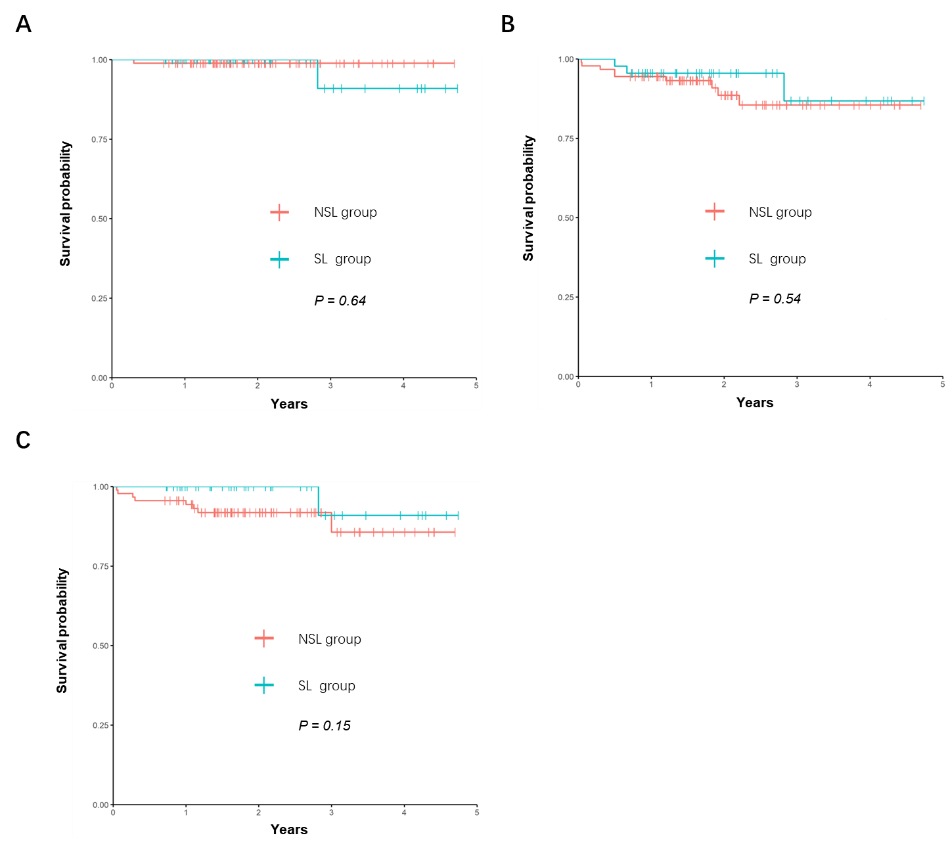 A
1.00
0.75
0.50
0.25
0.00
0 1 2 3 4 5
Survival probability
Years
NSL group
SL group
P = 0.64
B
1.00
0.75
0.50
0.25
0.00
0 1 2 3 4 5
Survival probability
Years
NSL group
SL group
P = 0.54
C
1.00
0.75
0.50
0.25
0.00
0 1 2 3 4 5
Survival probability
Years
NSL group
SL group
P = 0.15